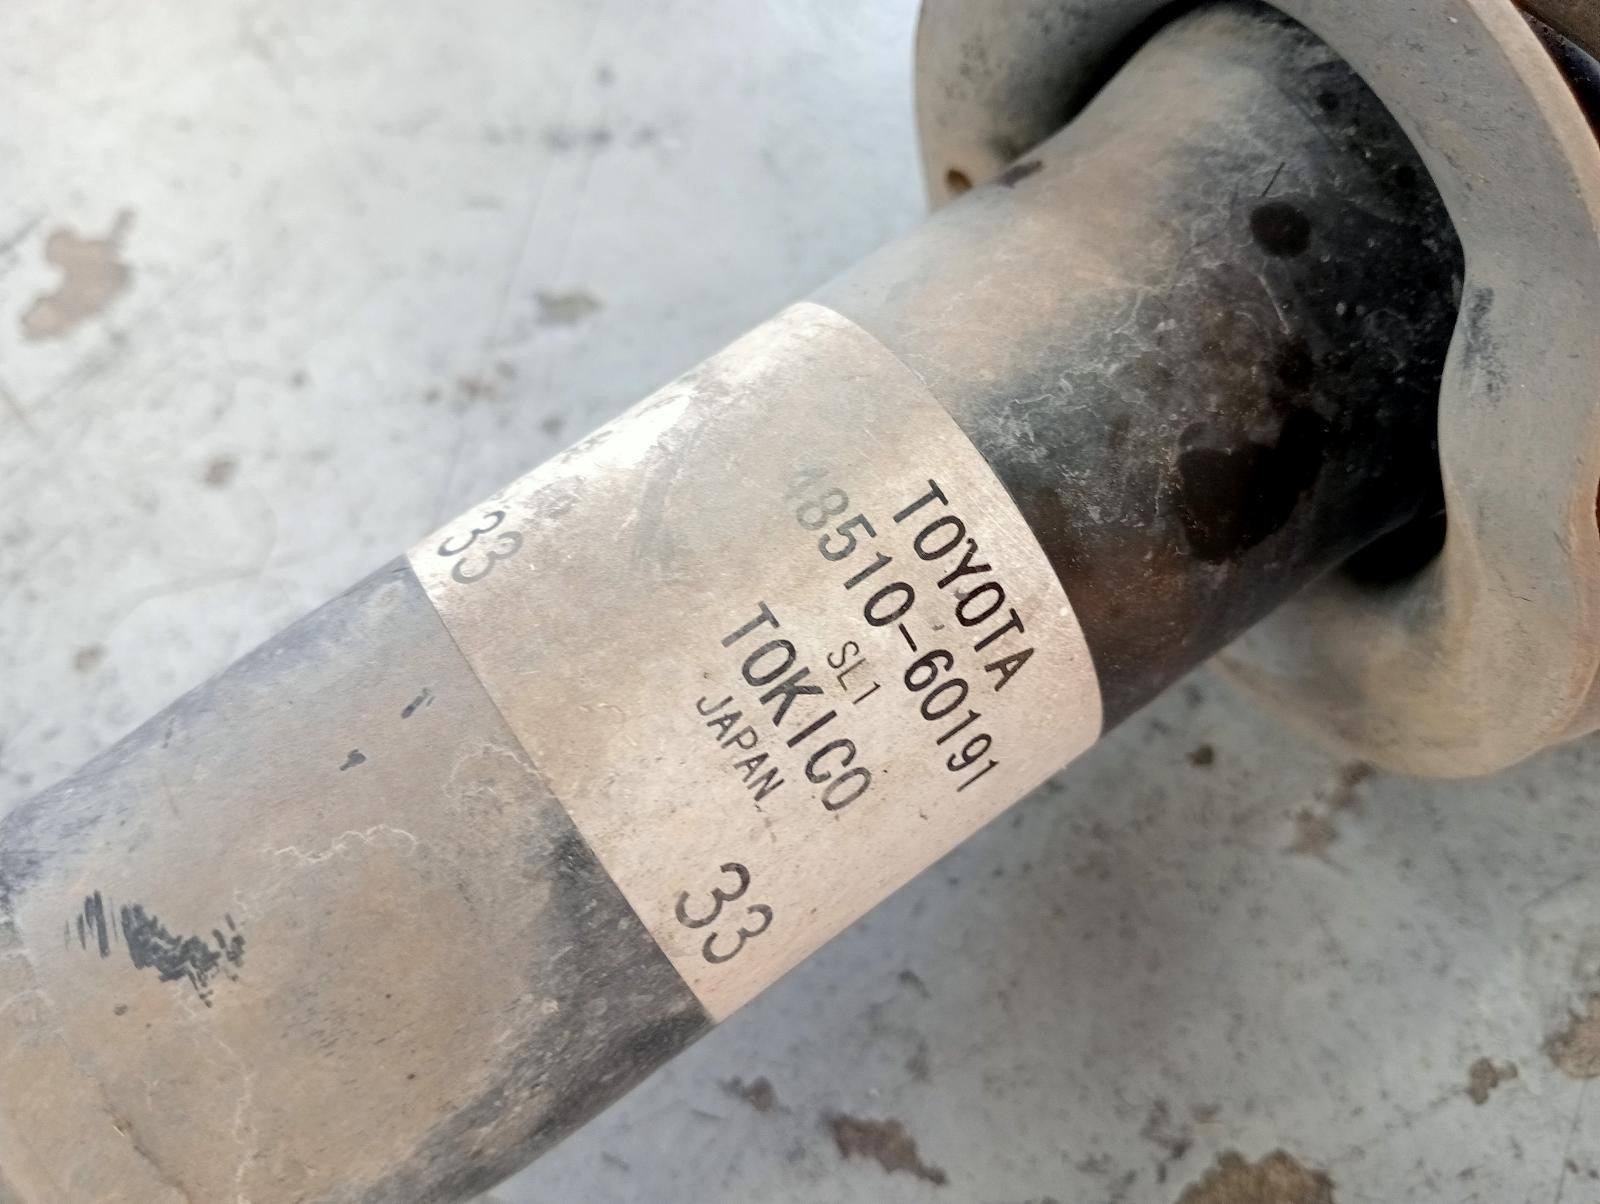 33
TOYOTA
48510-60191
SL1
TOKICO
JAPAN
33